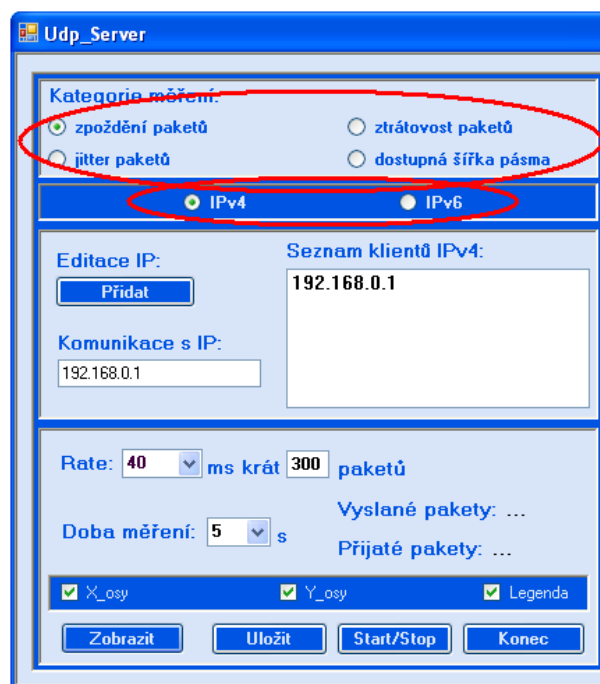 Udp_Server
Kategorie měření:
zpoždění paketů
ztrátovost paketů
jitter paketů
dostupná šířka pásma
IPv4
IPv6
Editace IP:
Seznam klientů IPv4:
Přidat
192.168.0.1
Komunikace s IP:
192.168.0.1
Rate: 40 ms krát 300 paketů
Vyslané pakety: ...
Doba měření: 5 s
Přijaté pakety: ...
X_osy
Y_osy
Legenda
Zobrazit
Uložit
Start/Stop
Konec